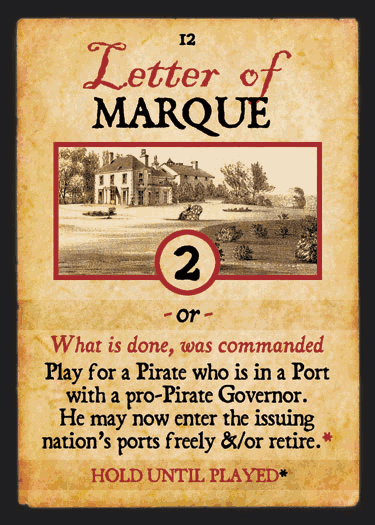 12
Letter of
MARQUE
2
- or -
What is done, was commanded
Play for a Pirate who is in a Port
with a pro-Pirate Governor.
He may now enter the issuing
nation's ports freely &/or retire.*
HOLD UNTIL PLAYED*